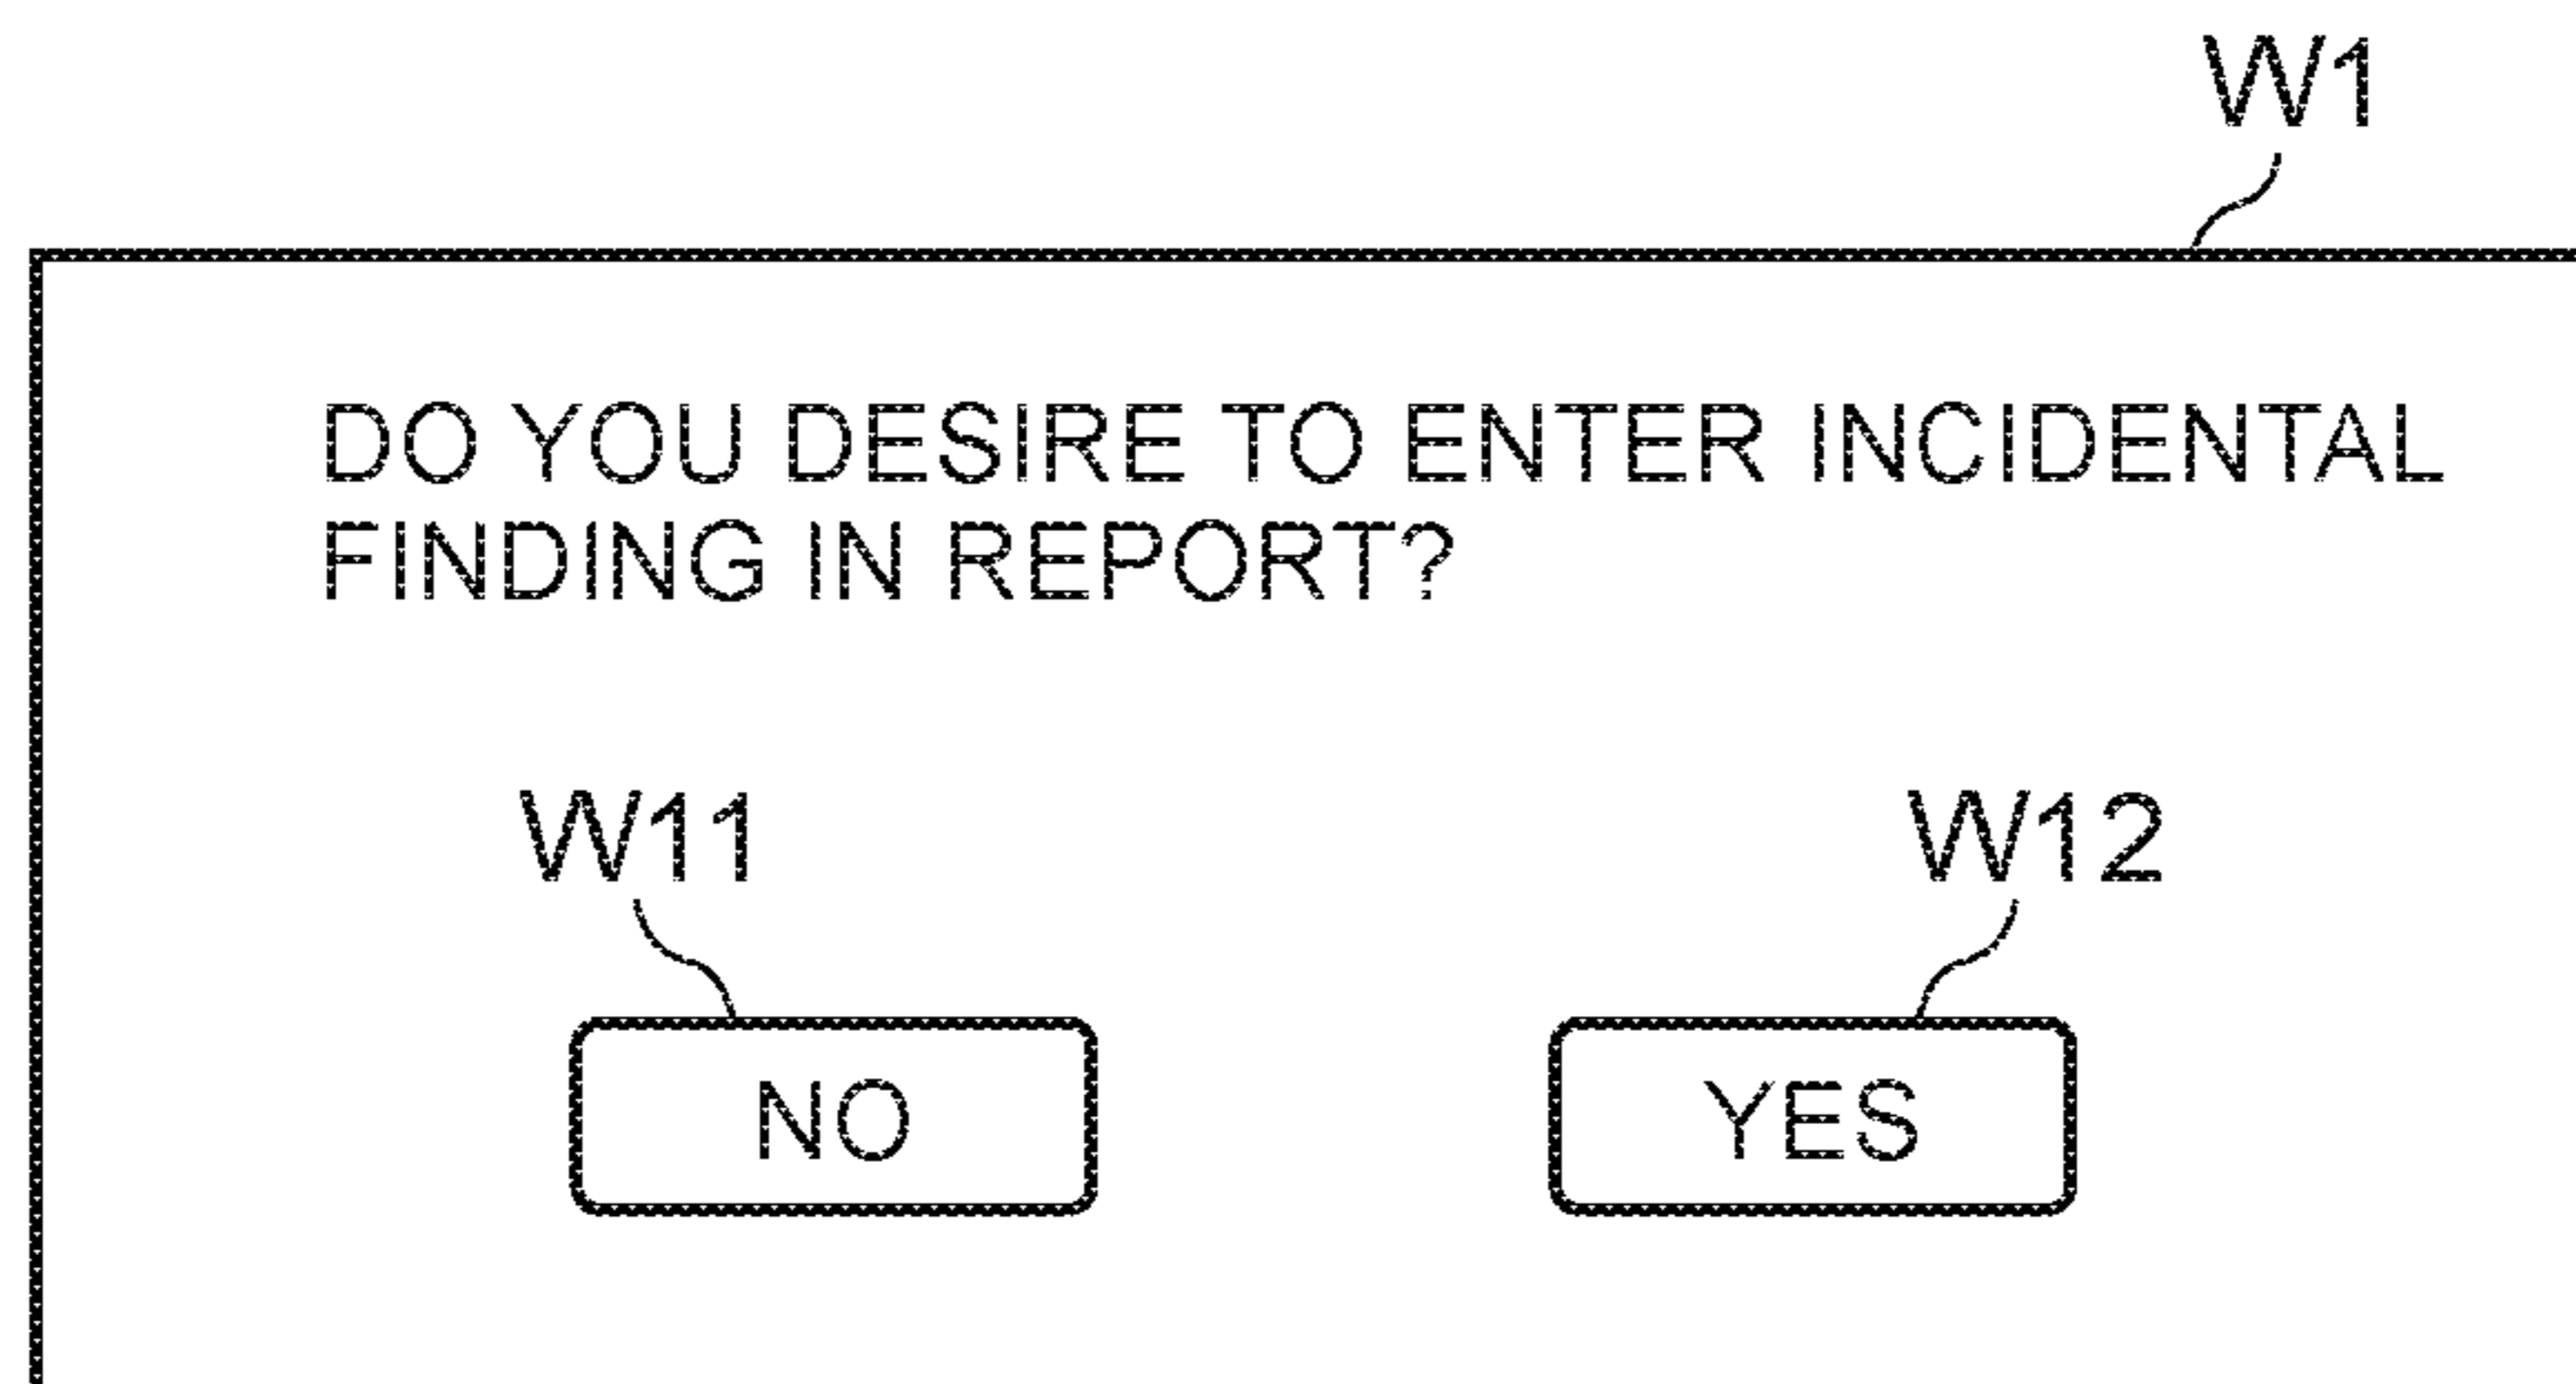 W1
DO YOU DESIRE TO ENTER INCIDENTAL
FINDING IN REPORT?
W11
W12
NO
YES